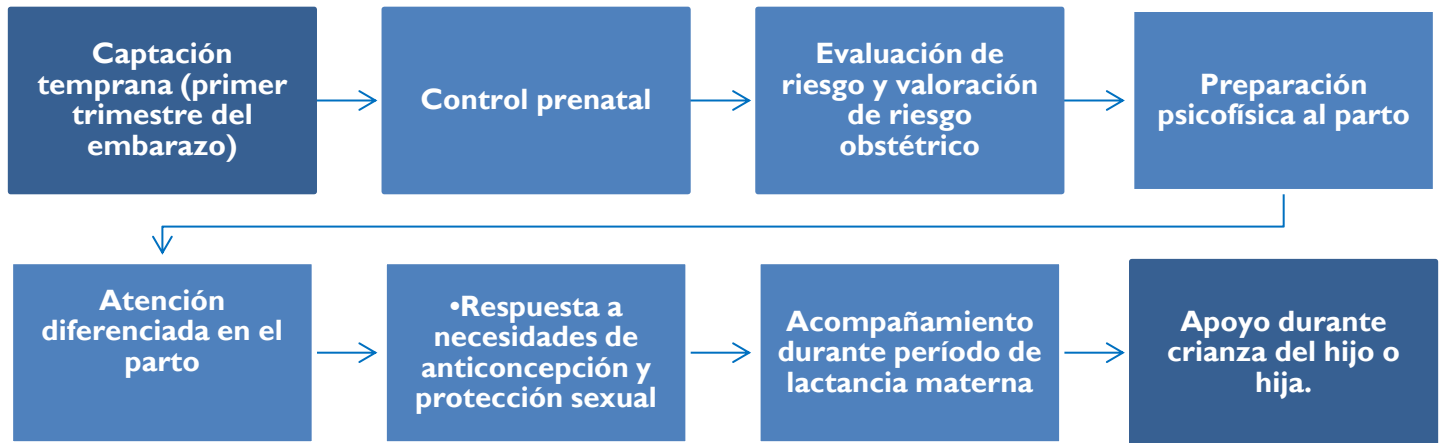 Captación
temprana (primer
trimestre del
embarazo)
Control prenatal
Evaluación de
riesgo y valoración
de riesgo
obstétrico
Preparación
psicofísica al parto
Atención
diferenciada en el
parto
•Respuesta a
necesidades de
anticoncepción y
protección sexual
Acompañamiento
durante período de
lactancia materna
Apoyo durante
crianza del hijo o
hija.